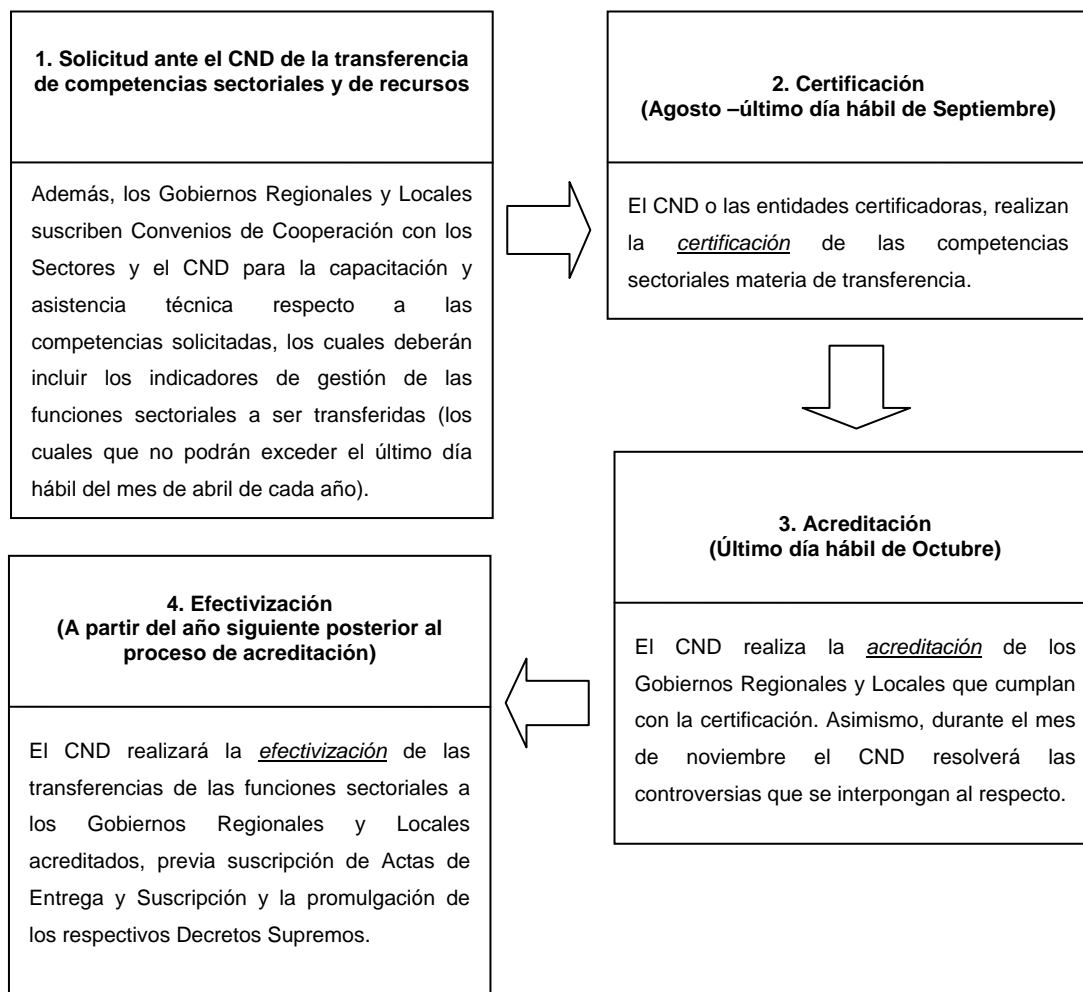 1. Solicitud ante el CND de la transferencia
de competencias sectoriales y de recursos
Además, los Gobiernos Regionales y Locales
suscriben Convenios de Cooperación con los
Sectores y el CND para la capacitación y
asistencia técnica respecto a las
competencias solicitadas, los cuales deberán
incluir los indicadores de gestión de las
funciones sectoriales a ser transferidas (los
cuales que no podrán exceder el último día
hábil del mes de abril de cada año).
2. Certificación
(Agosto –último día hábil de Septiembre)
El CND o las entidades certificadoras, realizan
la certificación de las competencias
sectoriales materia de transferencia.
3. Acreditación
(Último día hábil de Octubre)
El CND realiza la acreditación de los
Gobiernos Regionales y Locales que cumplan
con la certificación. Asimismo, durante el mes
de noviembre el CND resolverá las
controversias que se interpongan al respecto.
4. Efectivización
(A partir del año siguiente posterior al
proceso de acreditación)
El CND realizará la efectivización de las
transferencias de las funciones sectoriales a
los Gobiernos Regionales y Locales
acreditados, previa suscripción de Actas de
Entrega y Suscripción y la promulgación de
los respectivos Decretos Supremos.